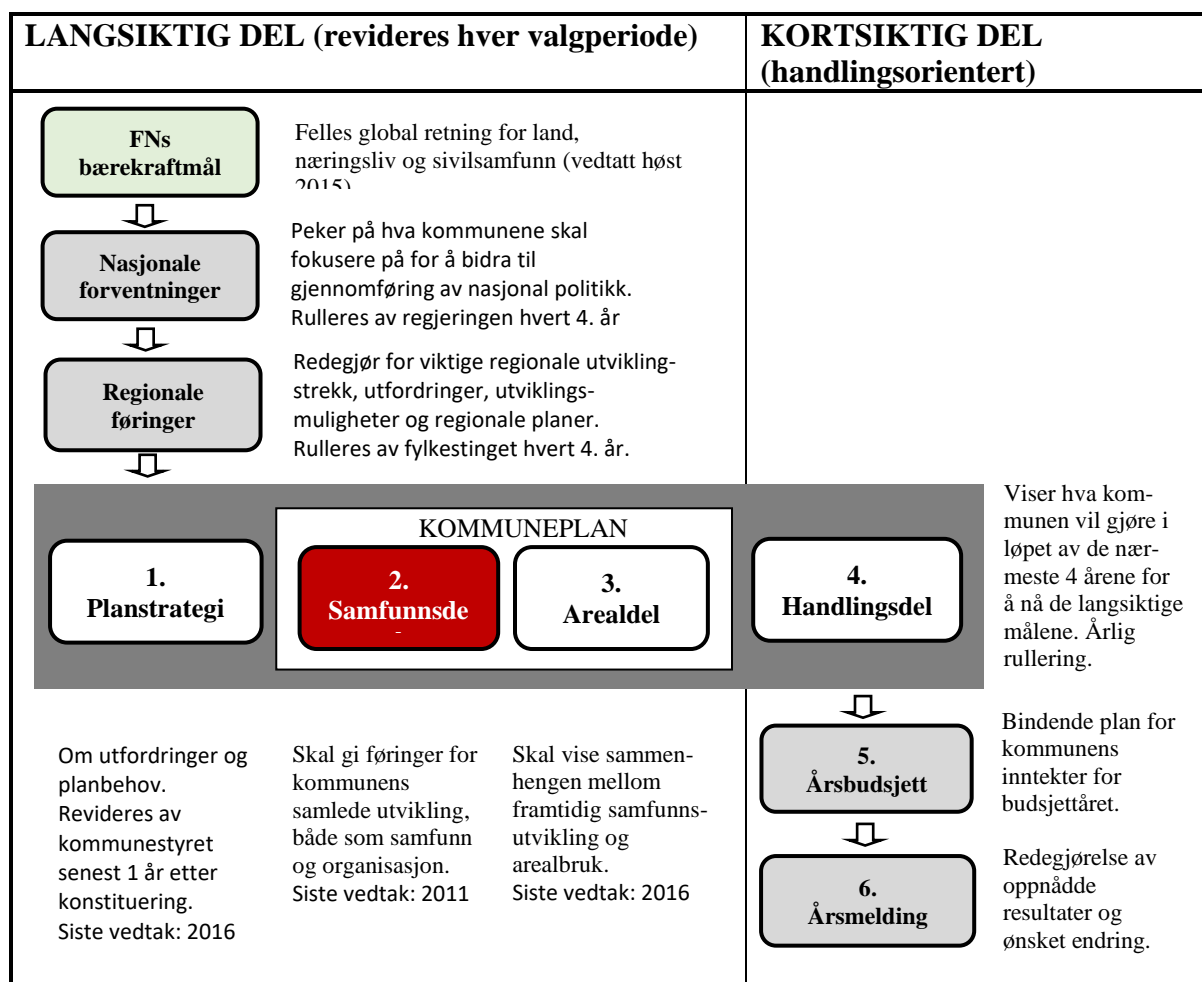 LANGSIKTIG DEL (revideres hver valgperiode)
KORTSIKTIG DEL
(handlingsorientert)
FNs
bærekraftmål
Felles global retning for land,
næringsliv og sivilsamfunn (vedtatt høst
2015)
Nasjonale
forventninger
Peker på hva kommunene skal
fokusere på for å bidra til
gjennomføring av nasjonal politikk.
Rulleres av regjeringen hvert 4. år
Regionale
føringer
Redegjør for viktige regionale utvikling-
strekk, utfordringer, utviklings-
muligheter og regionale planer.
Rulleres av fylkestinget hvert 4. år.
KOMMUNEPLAN
1.
Planstrategi
2.
Samfunnsde
-
3.
Arealdel
4.
Handlingsdel
Viser hva kom-
munen vil gjøre i
løpet av de nær-
meste 4 årene for
å nå de langsiktige
målene. Årlig
rullering.
Om utfordringer og
planbehov.
Revideres av
kommunestyret
senest 1 år etter
konstituering.
Siste vedtak: 2016
Skal gi føringer for
kommunens
samlede utvikling,
både som samfunn
og organisasjon.
Siste vedtak: 2011
Skal vise sammen-
hengen mellom
framtidig samfunns-
utvikling og
arealbruk.
Siste vedtak: 2016
5.
Årsbudsjett
Bindende plan for
kommunens
inntekter for
budsjettåret.
6.
Årsmelding
Redegjørelse av
oppnådde
resultater og
ønsket endring.